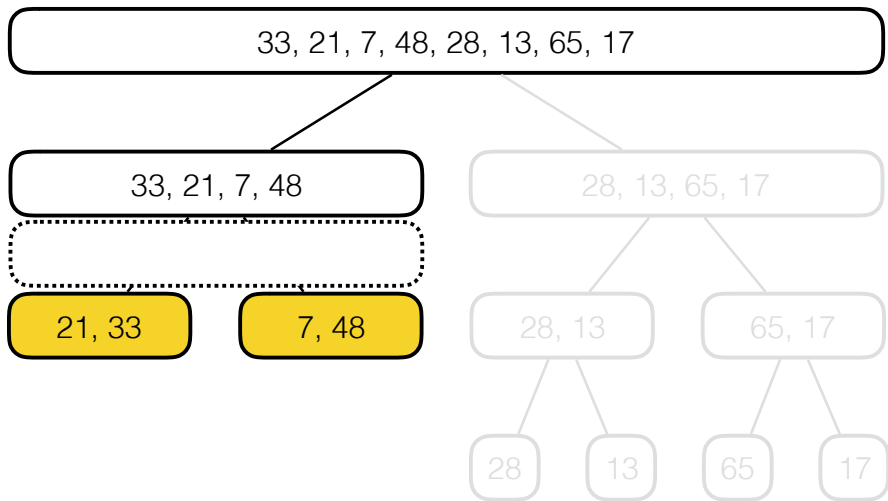 33, 21, 7, 48, 28, 13, 65, 17
33, 21, 7, 48
28, 13, 65, 17
21, 33
7, 48
28, 13
65, 17
28
13
65
17